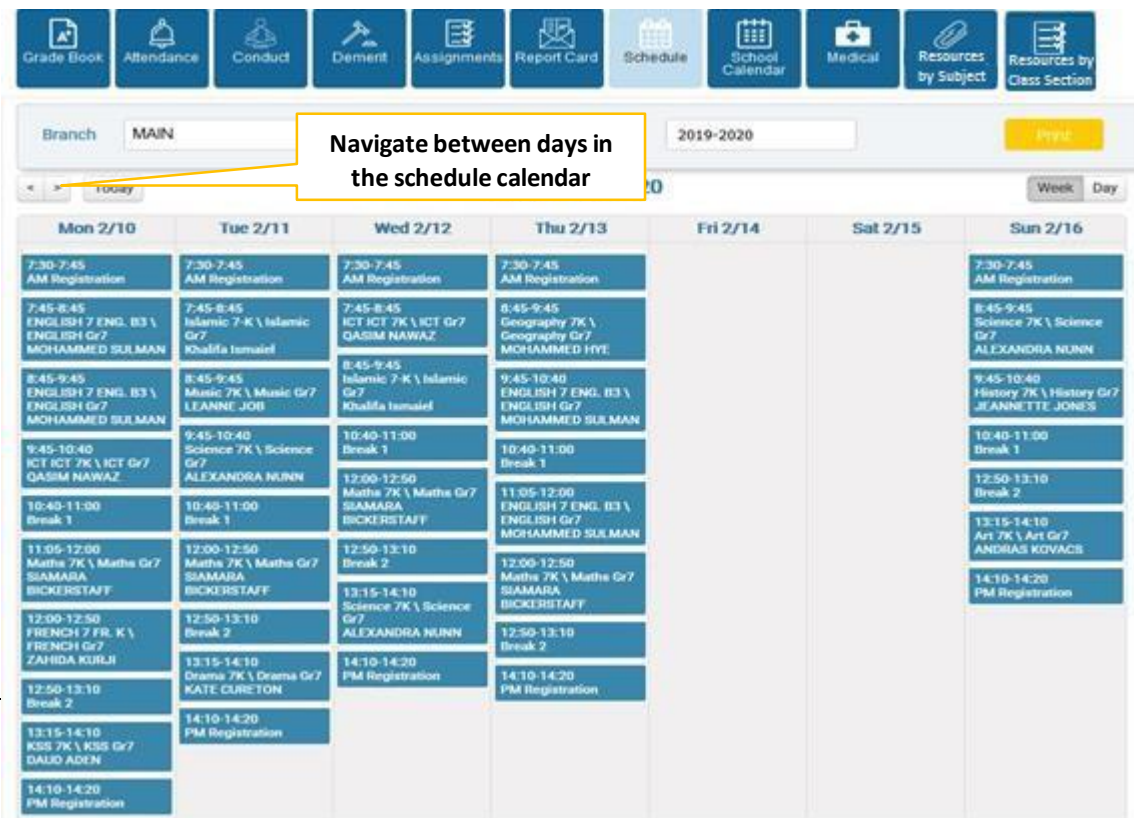 Grade Book
Attendance
Conduct
Dement
Assignments
Report Card
Schedule
School
Calendar
Medical
Resources
by Subject
Resources by
Class Section
Branch
MAIN
Navigate between days in
the schedule calendar
2019-2020
Print
< > Today
20
Week Day
Mon 2/10
Tue 2/11
Wed 2/12
Thu 2/13
Fri 2/14
Sat 2/15
Sun 2/16
7:30-7:45
AM Registration
7:45-8:45
ENGLISH 7 ENG. B3 \
ENGLISH Gr7
MOHAMMED SULMAN
8:45-9:45
ENGLISH 7 ENG. B3 \
ENGLISH Gr7
MOHAMMED SULMAN
9:45-10:40
ICT ICT 7K \ ICT Gr7
QASIM NAWAZ
10:40-11:00
Break 1
11:05-12:00
Maths 7K \ Maths Gr7
SIAMARA
BICKERSTAFF
12:00-12:50
FRENCH 7 FR. K \
FRENCH Gr7
ZAHIDA KURJI
12:50-13:10
Break 2
13:15-14:10
KSS 7K \ KSS Gr7
DAUD ADEN
14:10-14:20
PM Registration
7:30-7:45
AM Registration
7:45-8:45
Islamic 7-K \ Islamic
Gr7
Khalifa Ismaiel
8:45-9:45
Music 7K \ Music Gr7
LEANNE JOB
9:45-10:40
Science 7K \ Science
Gr7
ALEXANDRA NUNN
10:40-11:00
Break 1
12:00-12:50
Maths 7K \ Maths Gr7
SIAMARA
BICKERSTAFF
12:50-13:10
Break 2
13:15-14:10
Drama 7K \ Drama Gr7
KATE CURETON
14:10-14:20
PM Registration
7:30-7:45
AM Registration
7:45-8:45
ICT ICT 7K \ ICT Gr7
QASIM NAWAZ
8:45-9:45
Islamic 7-K \ Islamic
Gr7
Khalifa Ismaiel
10:40-11:00
Break 1
12:00-12:50
Maths 7K \ Maths Gr7
SIAMARA
BICKERSTAFF
12:50-13:10
Break 2
13:15-14:10
Science 7K \ Science
Gr7
ALEXANDRA NUNN
14:10-14:20
PM Registration
7:30-7:45
AM Registration
8:45-9:45
Geography 7K \
Geography Gr7
MOHAMMED HYE
9:45-10:40
ENGLISH 7 ENG. B3 \
ENGLISH Gr7
MOHAMMED SULMAN
10:40-11:00
Break 1
11:05-12:00
ENGLISH 7 ENG. B3 \
ENGLISH Gr7
MOHAMMED SULMAN
12:00-12:50
Maths 7K \ Maths Gr7
SIAMARA
BICKERSTAFF
12:50-13:10
Break 2
14:10-14:20
PM Registration
7:30-7:45
AM Registration
8:45-9:45
Science 7K \ Science
Gr7
ALEXANDRA NUNN
9:45-10:40
History 7K \ History Gr7
JEANNETTE JONES
10:40-11:00
Break 1
12:50-13:10
Break 2
13:15-14:10
Art 7K \ Art Gr7
ANDRAS KOVACS
14:10-14:20
PM Registration